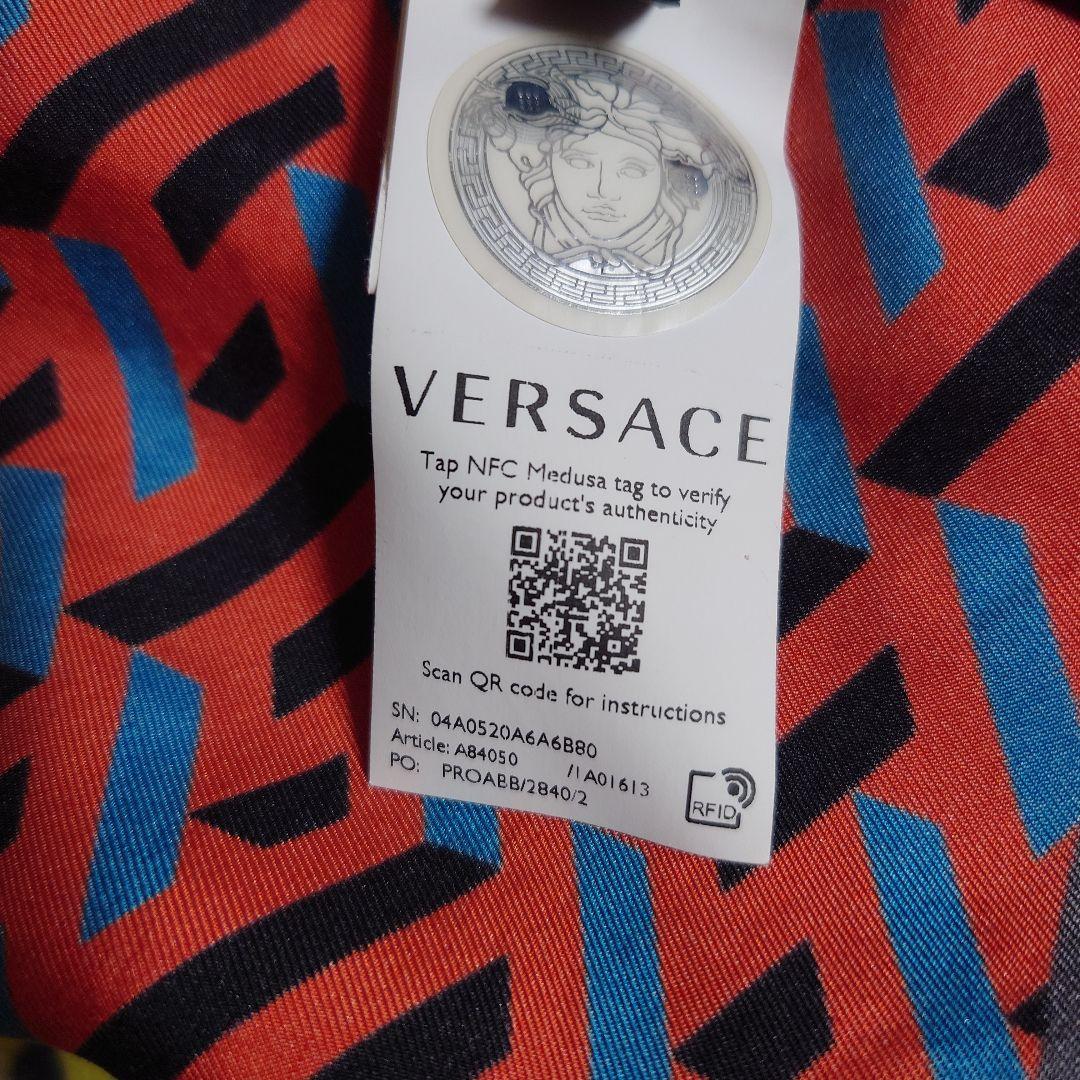 VERSACE
Tap NFC Medusa tag to verify
your product's authenticity
Scan QR code for instructions
SN: 04A0520A6A6B80
Article: A84050 /1A01613
PO: PROABB/2840/2
RFID